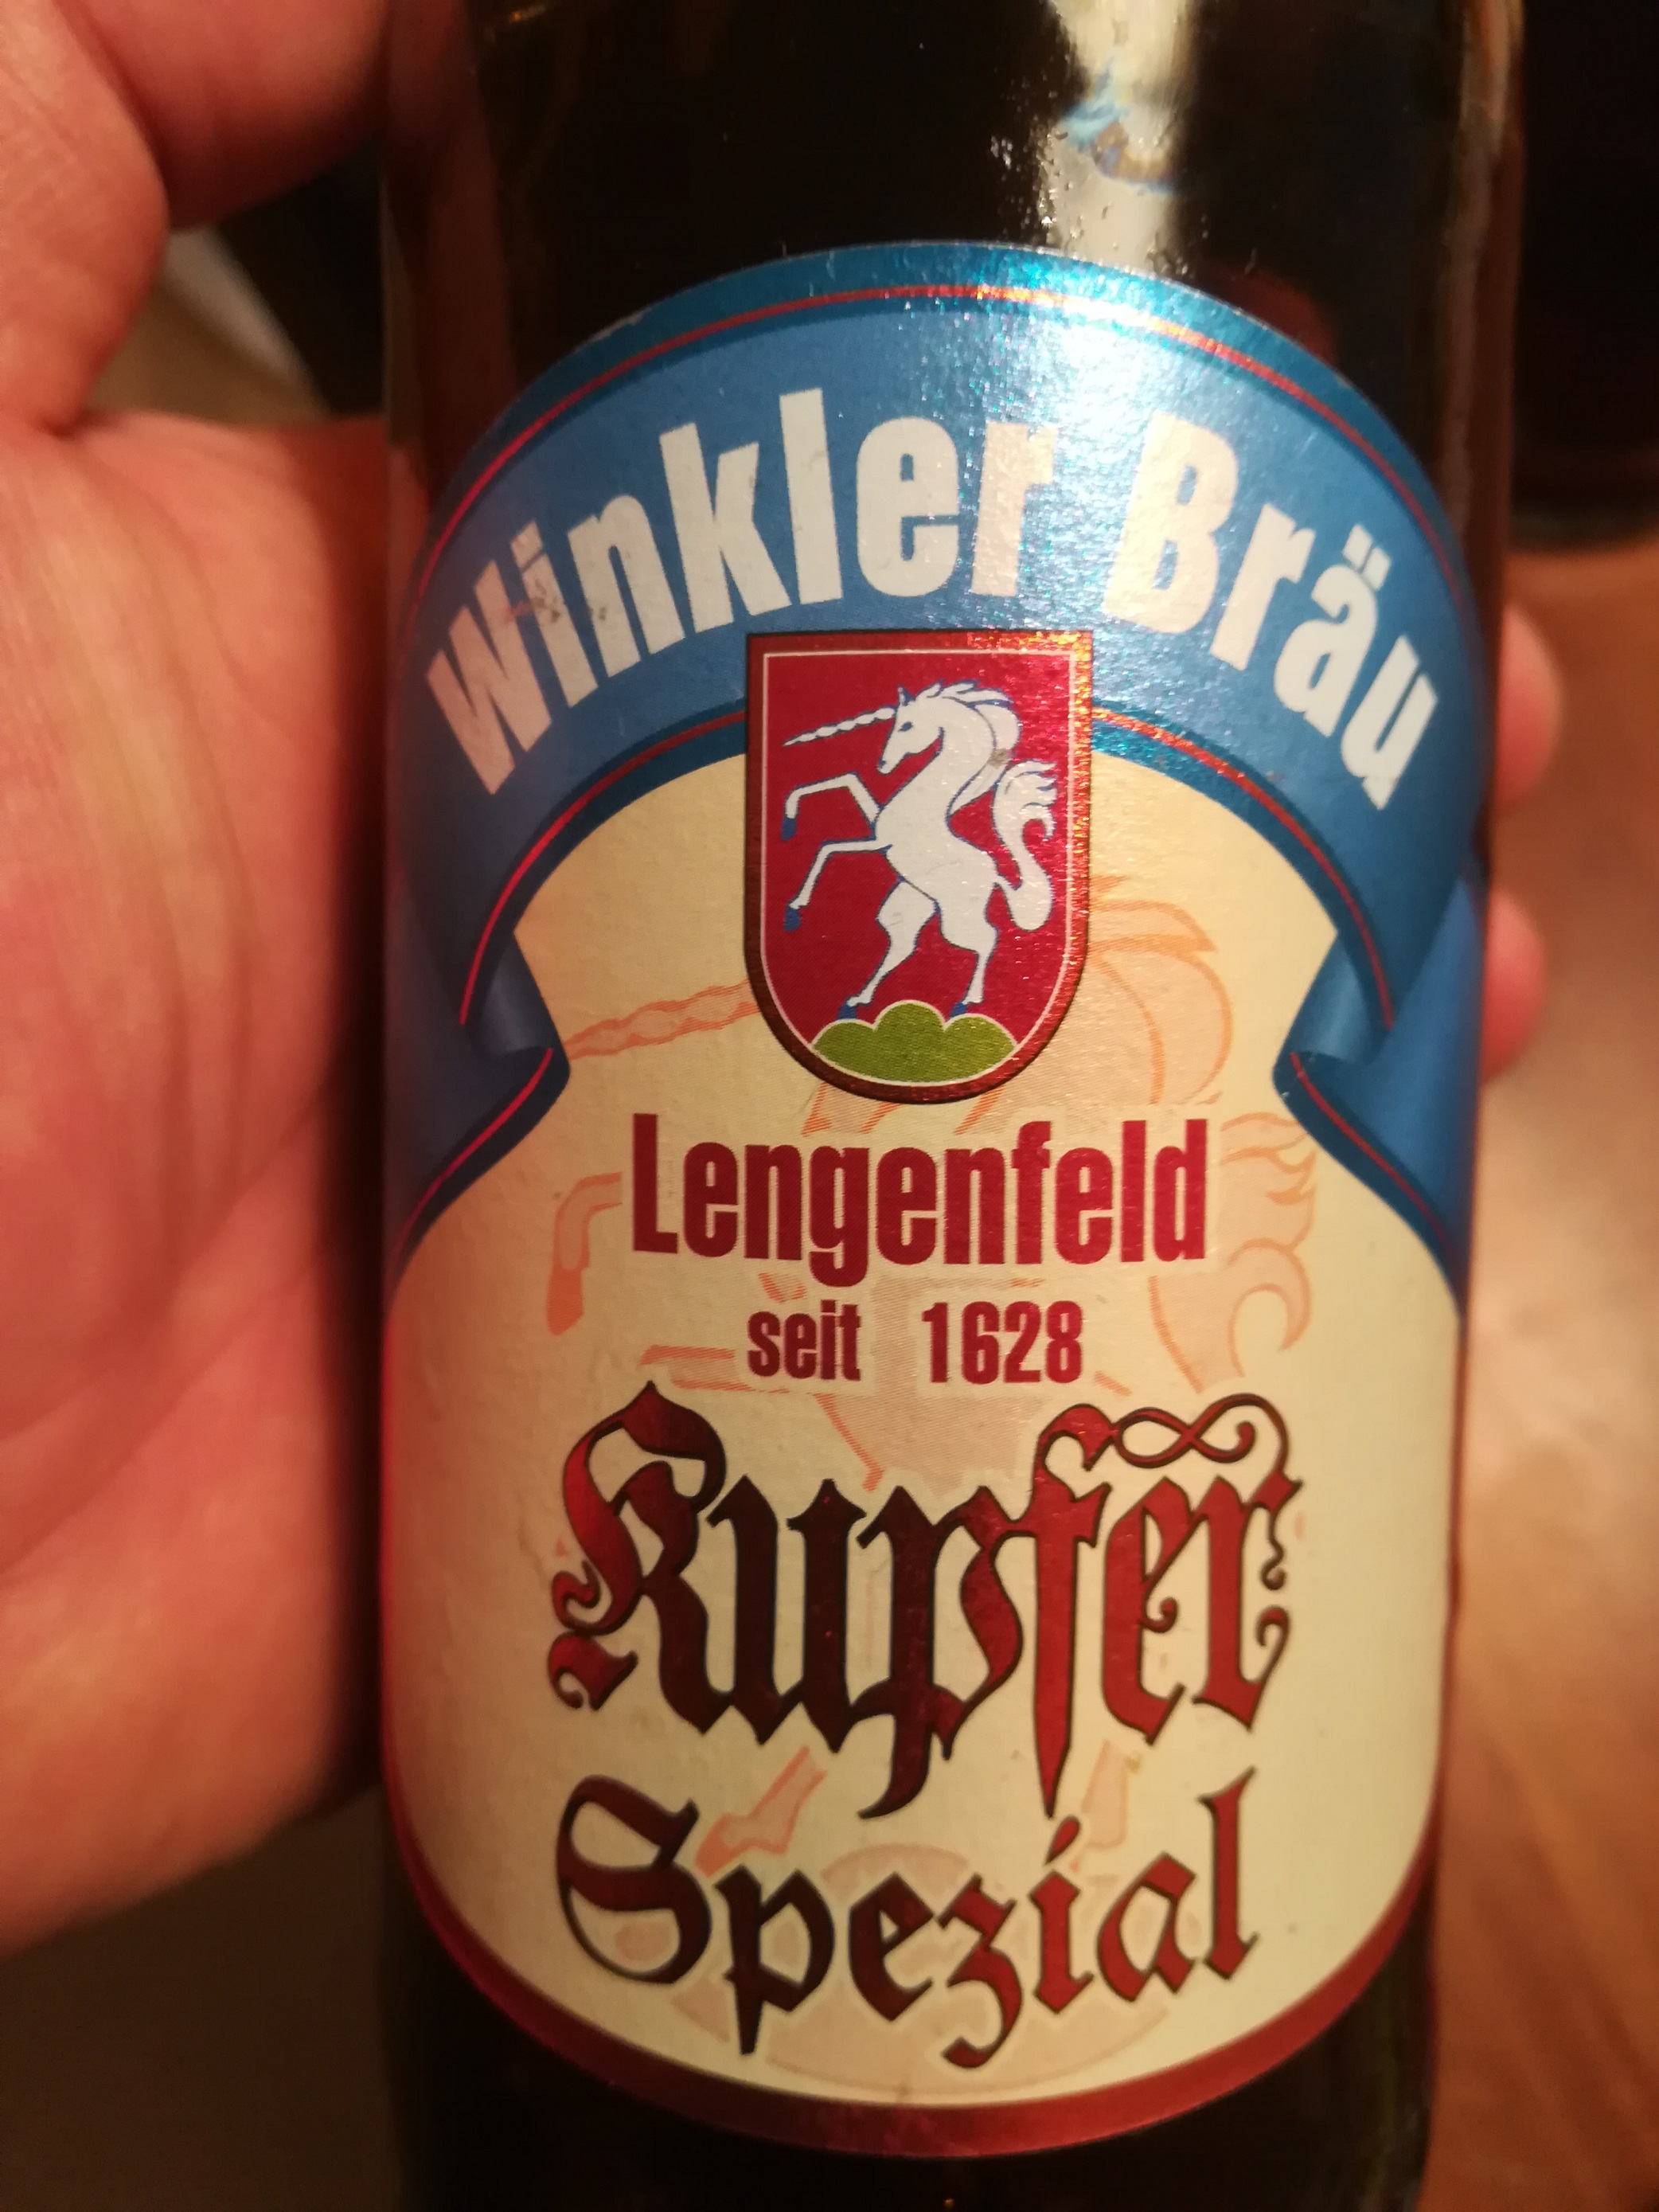 Winkler Bräu
Lengenfeld
seit 1628
Kupfer
Spezial